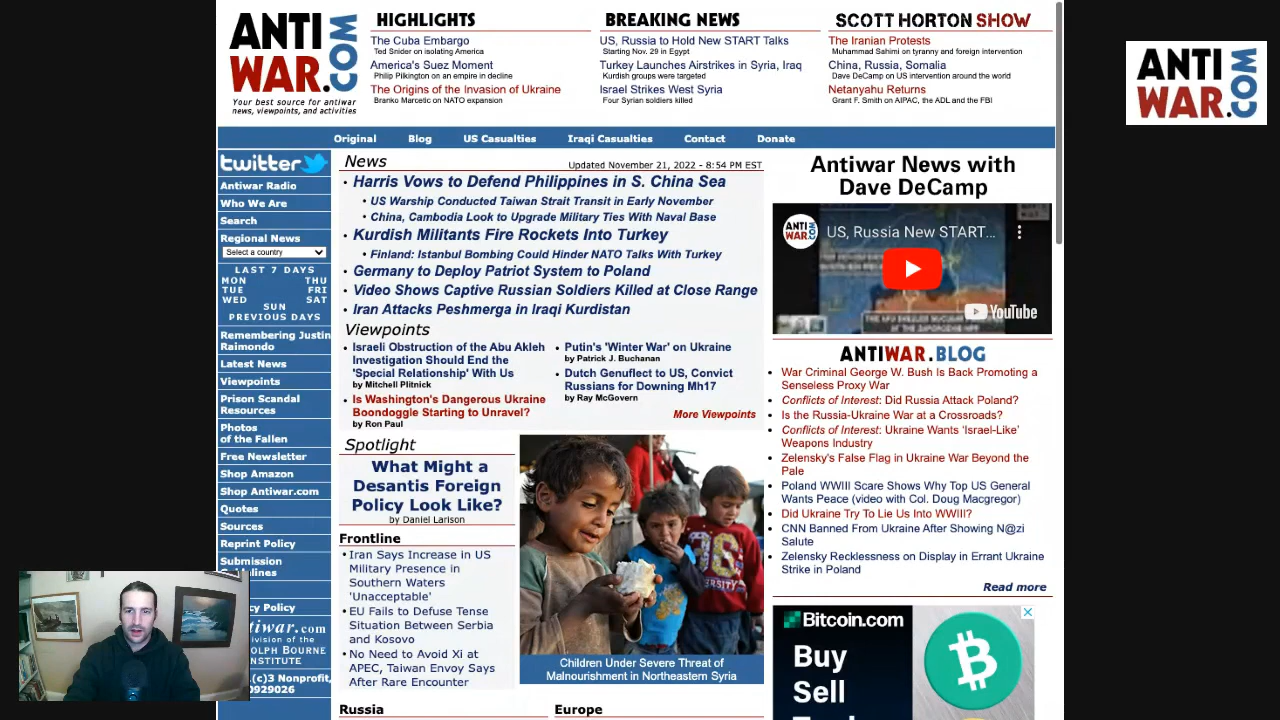 ANTI
WAR.COM
Your best source for antiwar
news, viewpoints, and activities
HIGHLIGHTS
The Cuba Embargo
Ted Snider on isolating America
America's Suez Moment
Philip Pilkington on an empire in decline
The Origins of the Invasion of Ukraine
Branko Marcetic on NATO expansion
BREAKING NEWS
US, Russia to Hold New START Talks
Starting Nov. 29 in Egypt
Turkey Launches Airstrikes in Syria, Iraq
Kurdish groups were targeted
Israel Strikes West Syria
Four Syrian soldiers killed
SCOTT HORTON SHOW
The Iranian Protests
Muhammad Sahimi on tyranny and foreign intervention
China, Russia, Somalia
Dave DeCamp on US intervention around the world
Netanyahu Returns
Grant F. Smith on AIPAC, the ADL and the FBI
ANTI
WAR.COM
Original Blog US Casualties Iraqi Casualties Contact Donate
twitter
Antiwar Radio
Who We Are
Search
Regional News
Select a country
LAST 7 DAYS
MON THU
TUE FRI
WED SAT
SUN
PREVIOUS DAYS
Remembering Justin
Raimondo
Latest News
Viewpoints
Prison Scandal
Resources
Photos
of the Fallen
Free Newsletter
Shop Amazon
Shop Antiwar.com
Quotes
Sources
Reprint Policy
Submission
cy Policy
ntiwar.com
ivision of the
OLPH BOURNE
NSTITUTE
(c)3 Nonprofit,
0929026
News
Updated November 21, 2022 - 8:54 PM EST
• Harris Vows to Defend Philippines in S. China Sea
• US Warship Conducted Taiwan Strait Transit in Early November
• China, Cambodia Look to Upgrade Military Ties With Naval Base
• Kurdish Militants Fire Rockets Into Turkey
• Finland: Istanbul Bombing Could Hinder NATO Talks With Turkey
• Germany to Deploy Patriot System to Poland
• Video Shows Captive Russian Soldiers Killed at Close Range
• Iran Attacks Peshmerga in Iraqi Kurdistan
Viewpoints
• Israeli Obstruction of the Abu Akleh
Investigation Should End the
'Special Relationship' With Us
by Mitchell Plitnick
• Is Washington's Dangerous Ukraine
Boondoggle Starting to Unravel?
by Ron Paul
• Putin's 'Winter War' on Ukraine
by Patrick J. Buchanan
• Dutch Genuflect to US, Convict
Russians for Downing Mh17
by Ray McGovern
More Viewpoints
Spotlight
What Might a
Desantis Foreign
Policy Look Like?
by Daniel Larison
Frontline
• Iran Says Increase in US
Military Presence in
Southern Waters
'Unacceptable'
• EU Fails to Defuse Tense
Situation Between Serbia
and Kosovo
• No Need to Avoid Xi at
APEC, Taiwan Envoy Says
After Rare Encounter
VERSITY
Children Under Severe Threat of
Malnourishment in Northeastern Syria
Russia
Europe
Antiwar News with
Dave DeCamp
ANTI
WAR.COM
US, Russia New START...
YouTube
ANTIWAR.BLOG
• War Criminal George W. Bush Is Back Promoting a
Senseless Proxy War
• Conflicts of Interest: Did Russia Attack Poland?
• Is the Russia-Ukraine War at a Crossroads?
• Conflicts of Interest: Ukraine Wants 'Israel-Like'
Weapons Industry
• Zelensky's False Flag in Ukraine War Beyond the
Pale
• Poland WWIII Scare Shows Why Top US General
Wants Peace (video with Col. Doug Macgregor)
• Did Ukraine Try To Lie Us Into WWIII?
• CNN Banned From Ukraine After Showing N@zi
Salute
• Zelensky Recklessness on Display in Errant Ukraine
Strike in Poland
Read more
Bitcoin.com
Buy
Sell